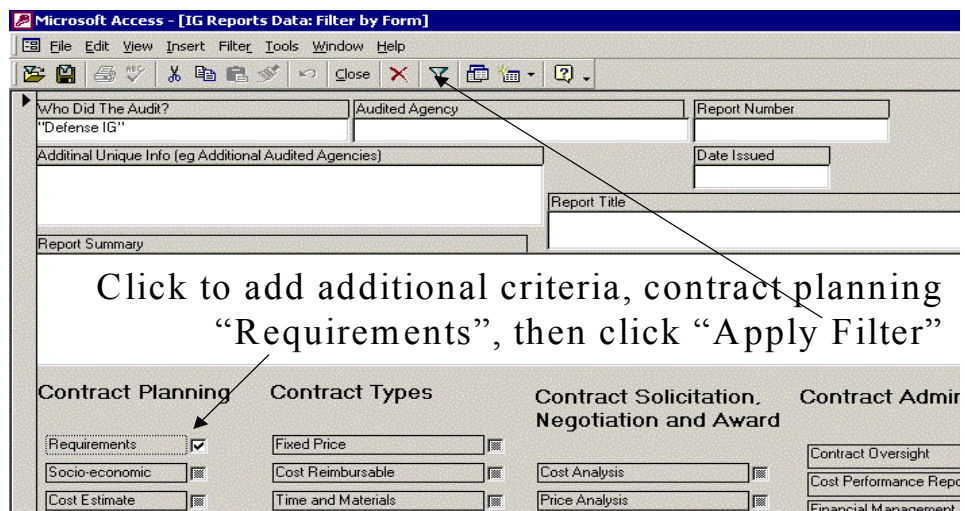 Microsoft Access - [IG Reports Data: Filter by Form]
File Edit View Insert Filter Tools Window Help
ABC Close
Who Did The Audit? Audited Agency Report Number
"Defense IG"
Additinal Unique Info (eg Additional Audited Agencies) Date Issued
Report Title
Report Summary
Click to add additional criteria, contract planning
“Requirements”, then click “Apply Filter”
Contract Planning Contract Types Contract Solicitation, Contract Admin
Negotiation and Award
Requirements Fixed Price Contract Oversight
Socio-economic Cost Reimbursable Cost Analysis Cost Performance Repo
Cost Estimate Time and Materials Price Analysis Financial Management